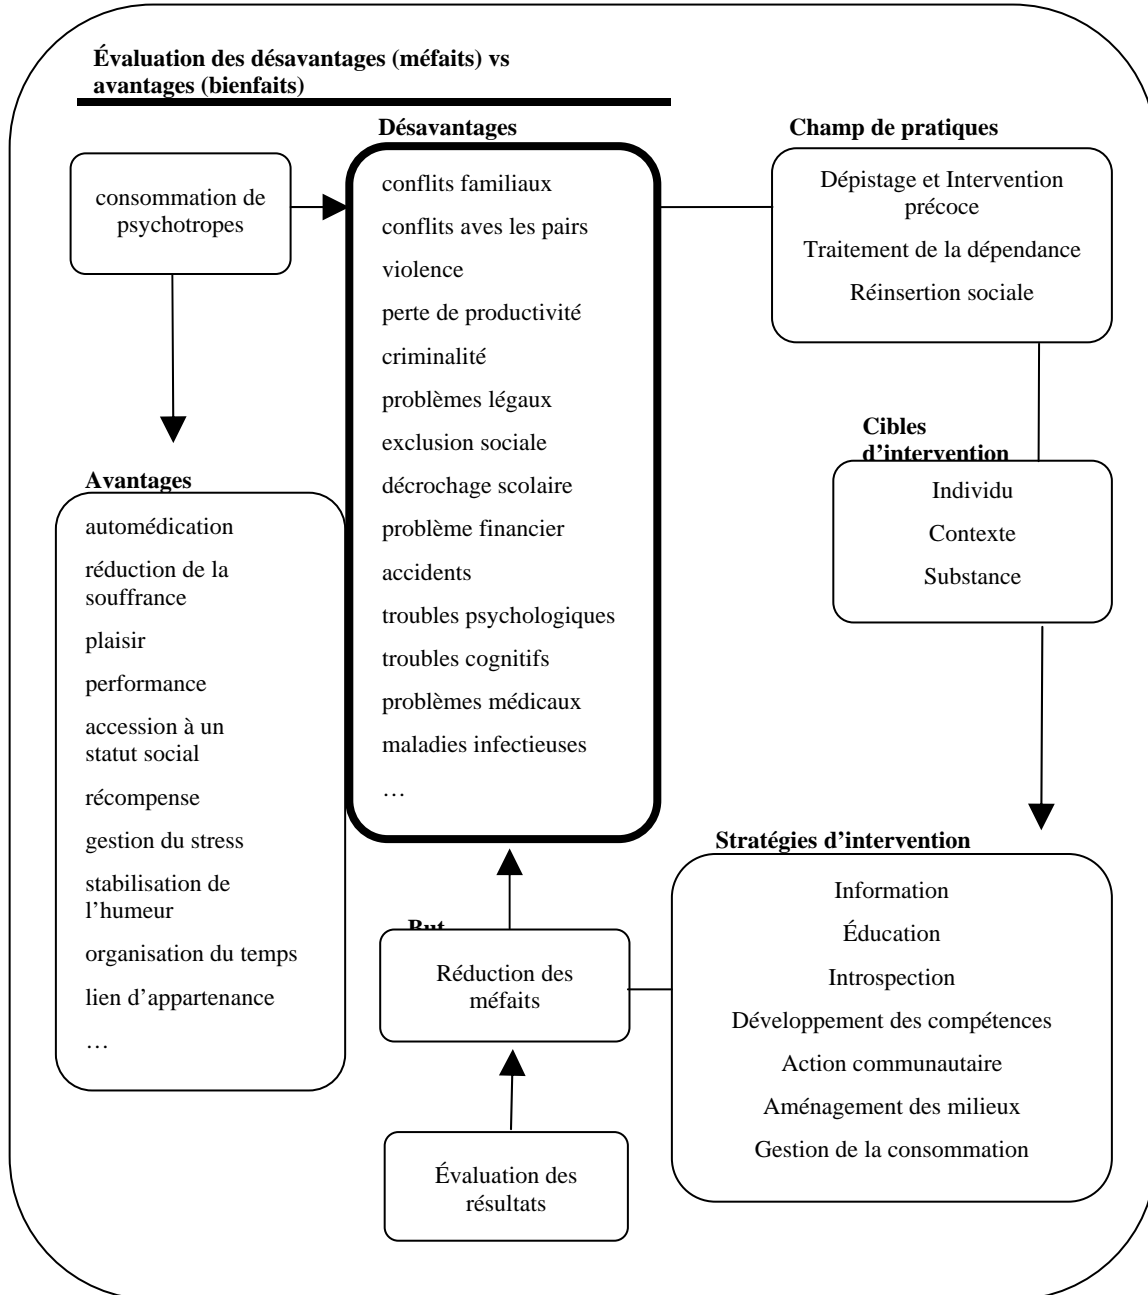 Évaluation des désavantages (méfaits) vs
avantages (bienfaits)
Désavantages
Champ de pratiques
consommation de
psychotropes
conflits familiaux
conflits aves les pairs
violence
perte de productivité
criminalité
problèmes légaux
exclusion sociale
décrochage scolaire
problème financier
accidents
troubles psychologiques
troubles cognitifs
problèmes médicaux
maladies infectieuses
…
Dépistage et Intervention
précoce
Traitement de la dépendance
Réinsertion sociale
Cibles
d’intervention
Individu
Contexte
Substance
Avantages
automédication
réduction de la
souffrance
plaisir
performance
accession à un
statut social
récompense
gestion du stress
stabilisation de
l’humeur
organisation du temps
lien d’appartenance
…
Stratégies d’intervention
Information
Éducation
Introspection
Développement des compétences
Action communautaire
Aménagement des milieux
Gestion de la consommation
But
Réduction des
méfaits
Évaluation des
résultats